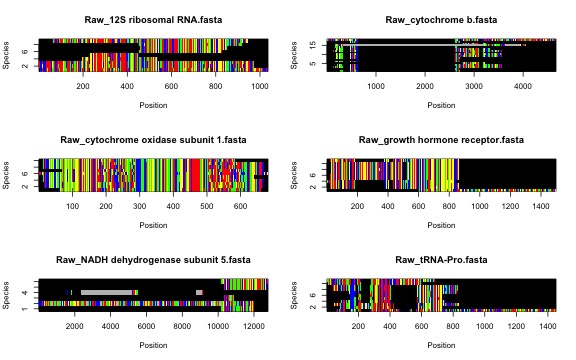 Raw_12S ribosomal RNA.fasta
Species
2 6
200 400 600 800 1000
Position
Raw_cytochrome b.fasta
Species
5 15
1000 2000 3000 4000
Position
Raw_cytochrome oxidase subunit 1.fasta
Species
2 6
100 200 300 400 500 600
Position
Raw_growth hormone receptor.fasta
Species
2 6
200 400 600 800 1000 1200 1400
Position
Raw_NADH dehydrogenase subunit 5.fasta
Species
1 4
2000 4000 6000 8000 10000 12000
Position
Raw_tRNA-Pro.fasta
Species
2 6
200 400 600 800 1000 1200 1400
Position